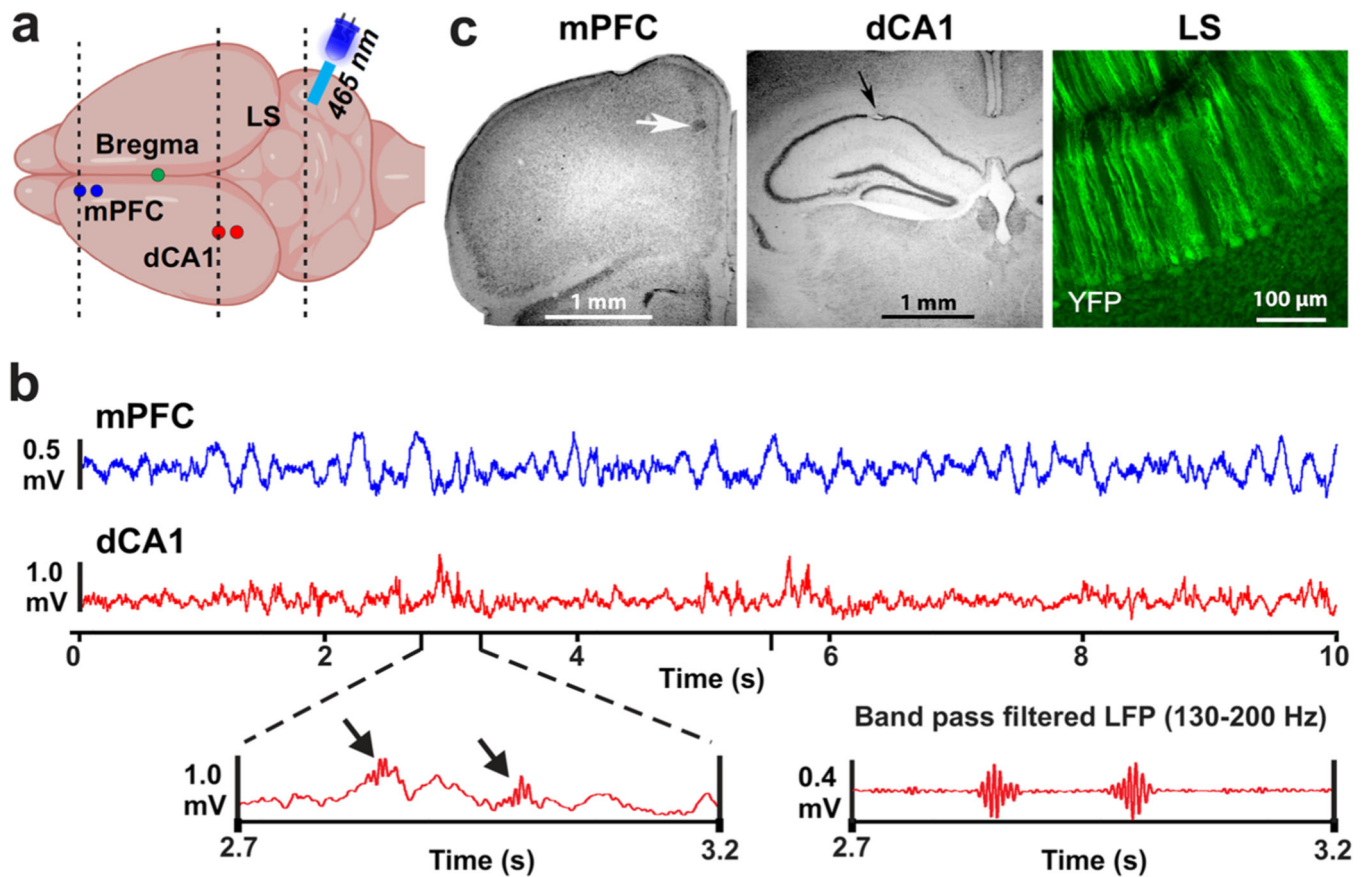 a
465 nm
LS
Bregma
mPFC
dCA1
c
mPFC
dCA1
LS
1 mm
1 mm
YFP
100 µm
b
mPFC
0.5
mV
dCA1
1.0
mV
0 2 4 6 8 10
Time (s)
Band pass filtered LFP (130-200 Hz)
1.0
mV
2.7 3.2
Time (s)
0.4
mV
2.7 3.2
Time (s)